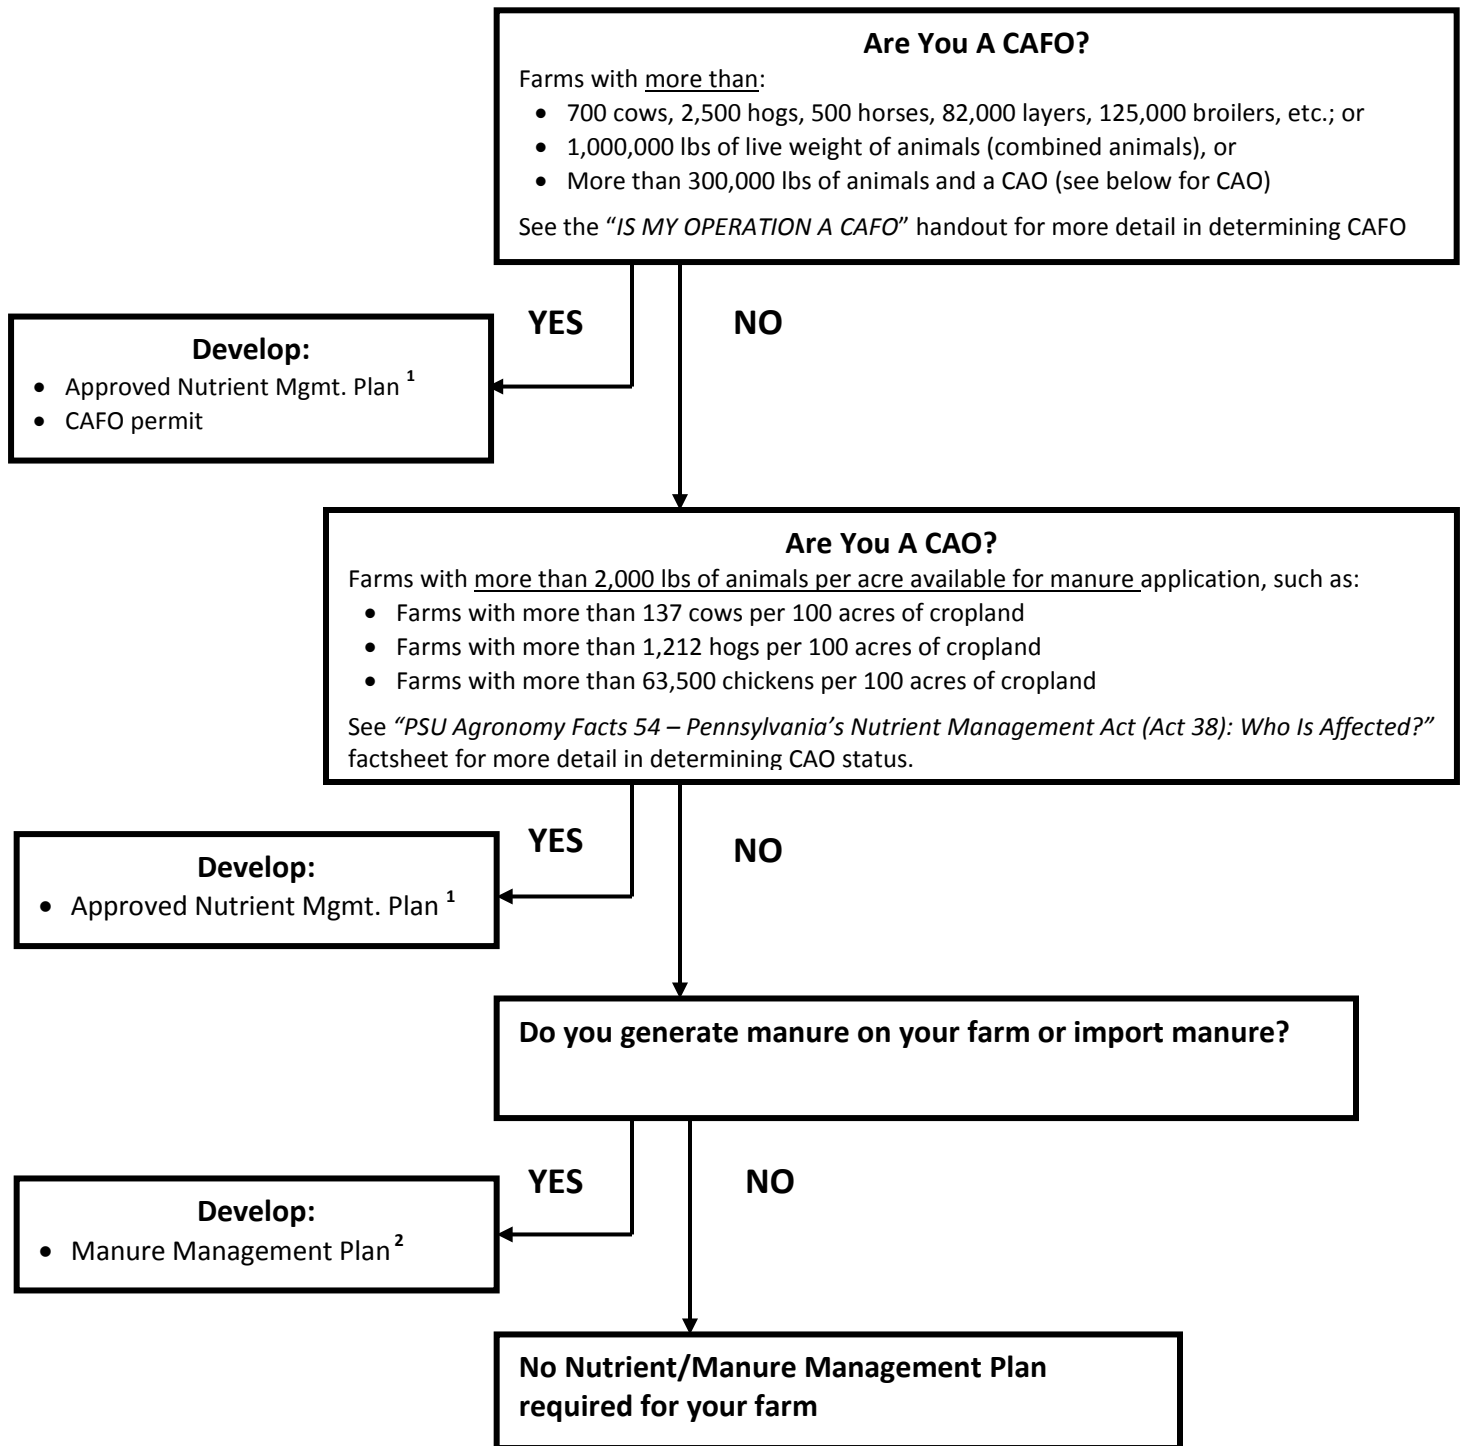 Are You A CAFO?
Farms with more than:
• 700 cows, 2,500 hogs, 500 horses, 82,000 layers, 125,000 broilers, etc.; or
• 1,000,000 lbs of live weight of animals (combined animals), or
• More than 300,000 lbs of animals and a CAO (see below for CAO)
See the “IS MY OPERATION A CAFO” handout for more detail in determining CAFO
YES
NO
Develop:
• Approved Nutrient Mgmt. Plan 1
• CAFO permit
Are You A CAO?
Farms with more than 2,000 lbs of animals per acre available for manure application, such as:
• Farms with more than 137 cows per 100 acres of cropland
• Farms with more than 1,212 hogs per 100 acres of cropland
• Farms with more than 63,500 chickens per 100 acres of cropland
See “PSU Agronomy Facts 54 – Pennsylvania’s Nutrient Management Act (Act 38): Who Is Affected?”
factsheet for more detail in determining CAO status.
YES
NO
Develop:
• Approved Nutrient Mgmt. Plan 1
Do you generate manure on your farm or import manure?
YES
NO
Develop:
• Manure Management Plan 2
No Nutrient/Manure Management Plan
required for your farm